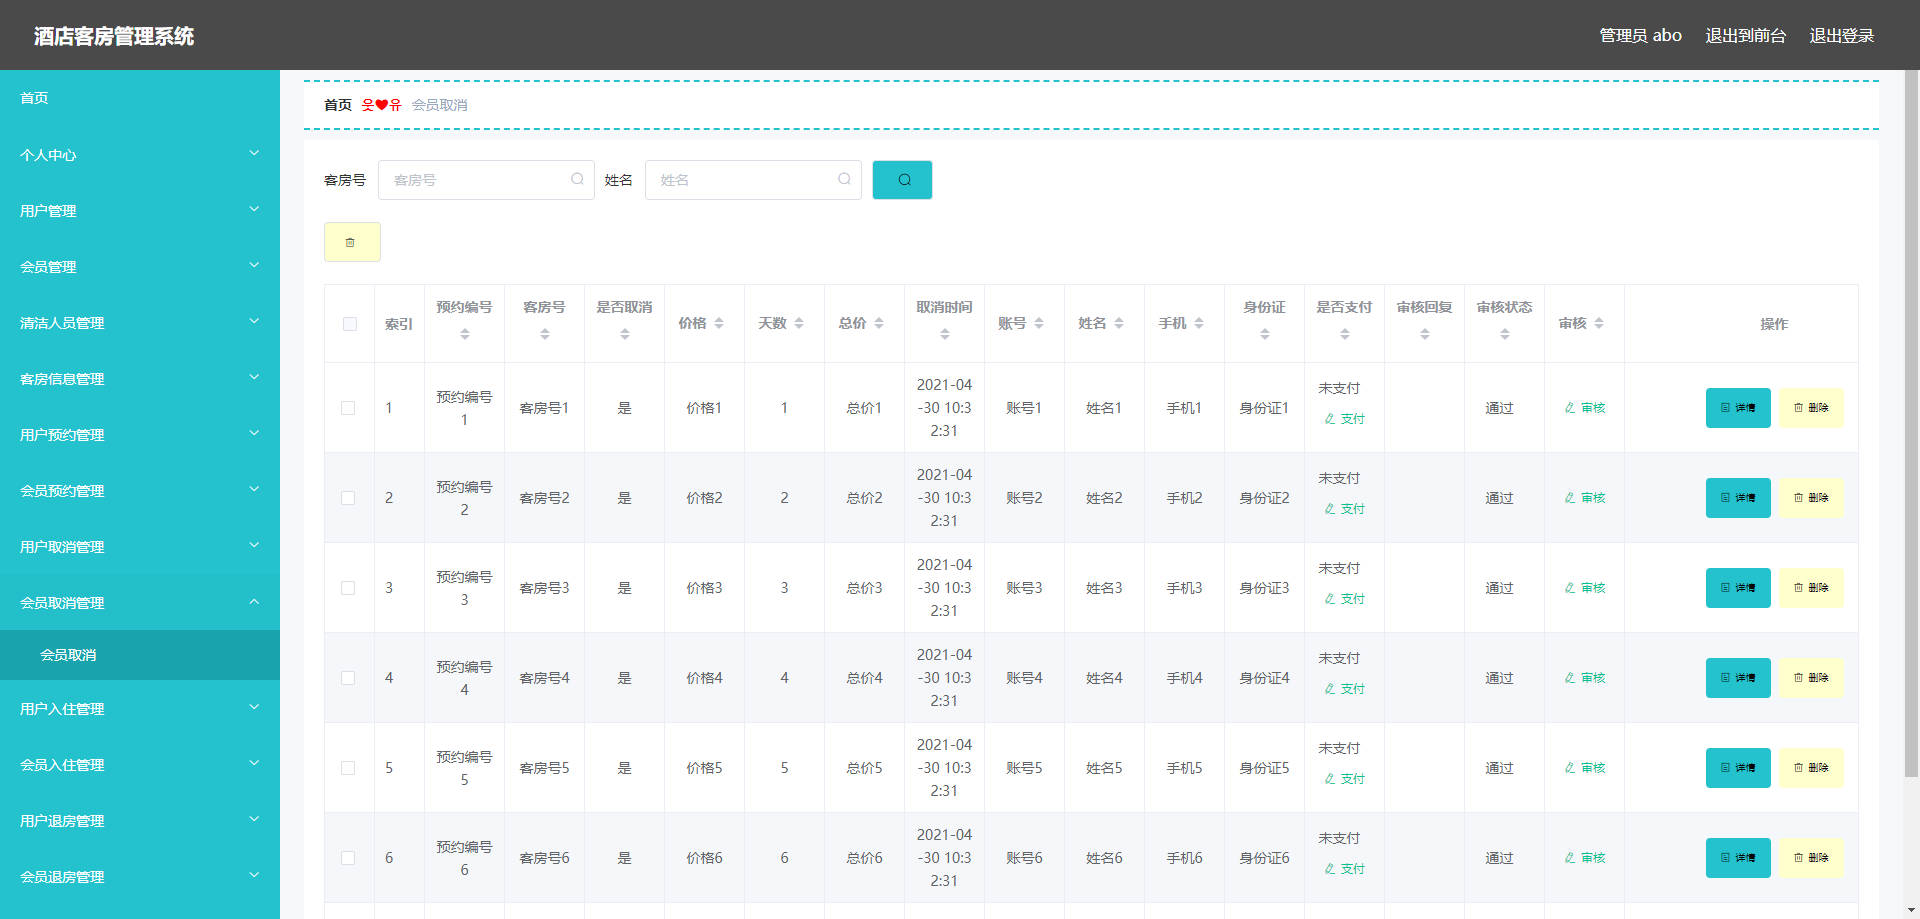 酒店客房管理系统
管理员 abo 退出到前台 退出登录
首页
个人中心
用户管理
会员管理
清洁人员管理
客房信息管理
用户预约管理
会员预约管理
用户取消管理
会员取消管理
会员取消
用户入住管理
会员入住管理
用户退房管理
会员退房管理
首页 웃❤유 会员取消
客房号 客房号 姓名 姓名
索引 预约编号 客房号 是否取消 价格 天数 总价 取消时间 账号 姓名 手机 身份证 是否支付 审核回复 审核状态 审核 操作
1 预约编号1 客房号1 是 价格1 1 总价1 2021-04-30 10:32:31 账号1 姓名1 手机1 身份证1 未支付 支付 通过 审核 详情 删除
2 预约编号2 客房号2 是 价格2 2 总价2 2021-04-30 10:32:31 账号2 姓名2 手机2 身份证2 未支付 支付 通过 审核 详情 删除
3 预约编号3 客房号3 是 价格3 3 总价3 2021-04-30 10:32:31 账号3 姓名3 手机3 身份证3 未支付 支付 通过 审核 详情 删除
4 预约编号4 客房号4 是 价格4 4 总价4 2021-04-30 10:32:31 账号4 姓名4 手机4 身份证4 未支付 支付 通过 审核 详情 删除
5 预约编号5 客房号5 是 价格5 5 总价5 2021-04-30 10:32:31 账号5 姓名5 手机5 身份证5 未支付 支付 通过 审核 详情 删除
6 预约编号6 客房号6 是 价格6 6 总价6 2021-04-30 10:32:31 账号6 姓名6 手机6 身份证6 未支付 支付 通过 审核 详情 删除